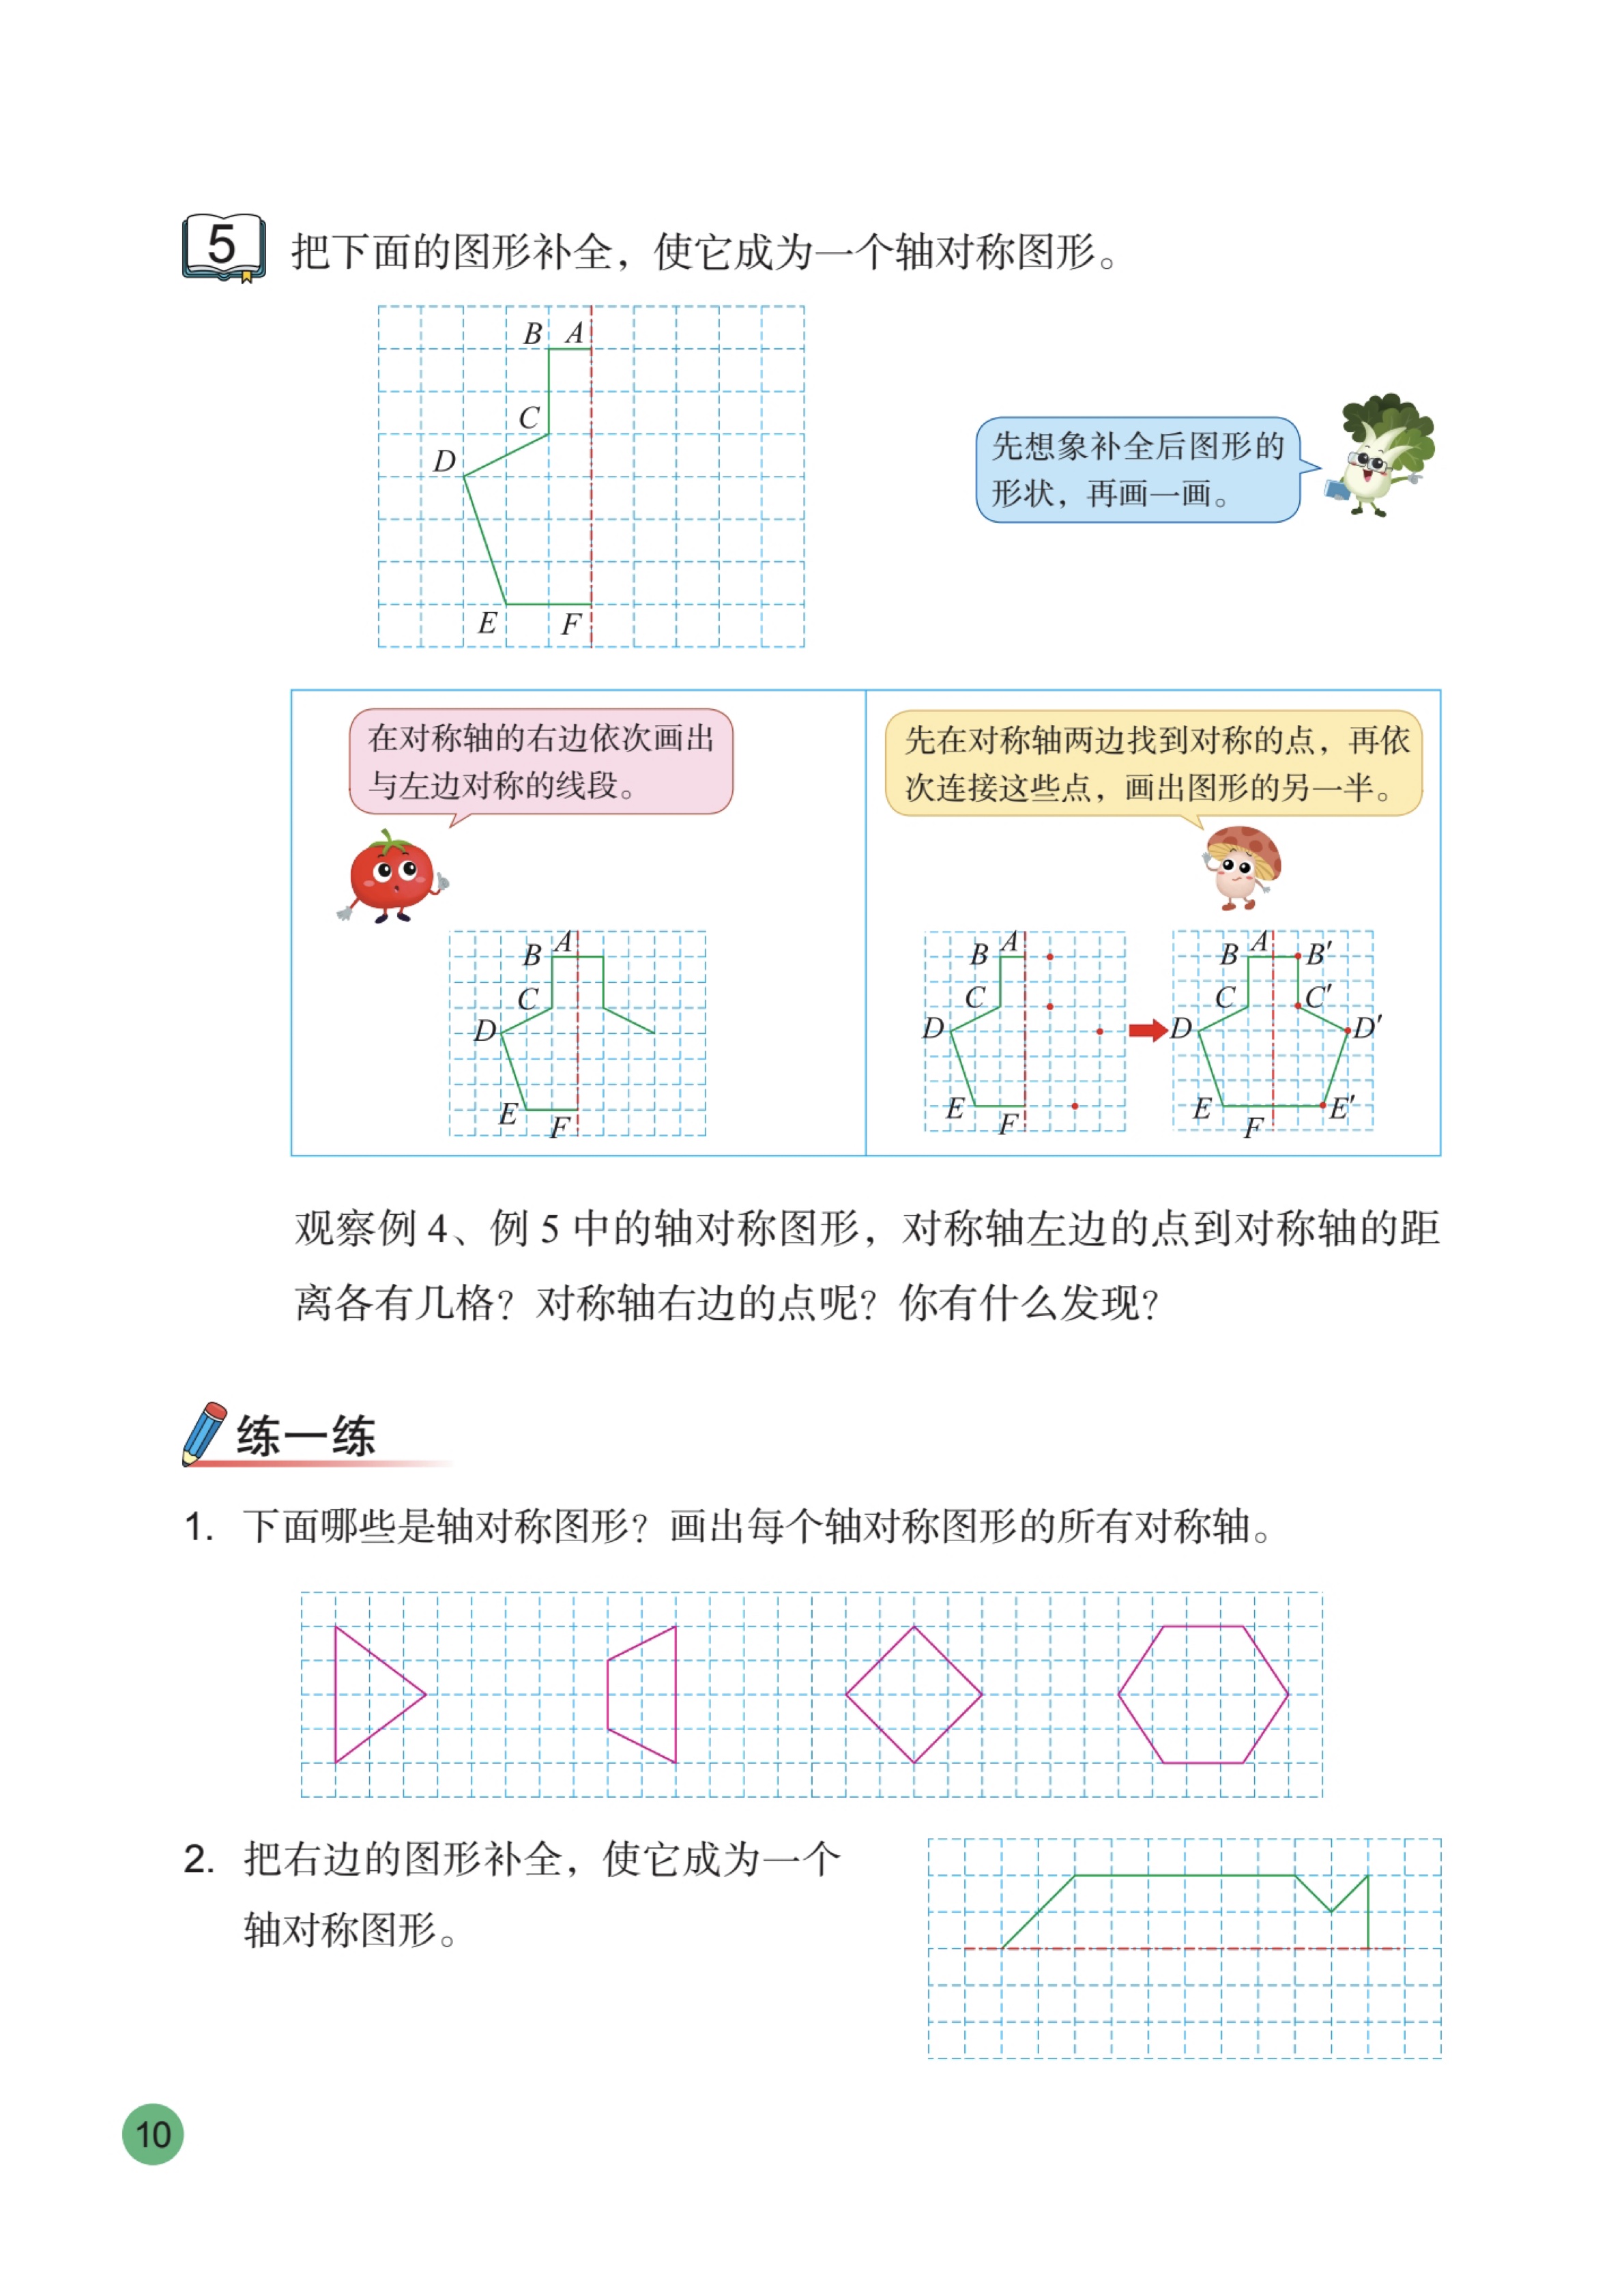 5 把下面的图形补全，使它成为一个轴对称图形。
B A
C
D
E F
先想象补全后图形的
形状，再画一画。
在对称轴的右边依次画出
与左边对称的线段。
先在对称轴两边找到对称的点，再依
次连接这些点，画出图形的另一半。
B A
C
D
E F
B A
C
D
E F
B A B′
C C′
D D′
E F E′
观察例 4、例 5 中的轴对称图形，对称轴左边的点到对称轴的距
离各有几格？对称轴右边的点呢？你有什么发现？
练一练
1. 下面哪些是轴对称图形？画出每个轴对称图形的所有对称轴。
2. 把右边的图形补全，使它成为一个
轴对称图形。
10